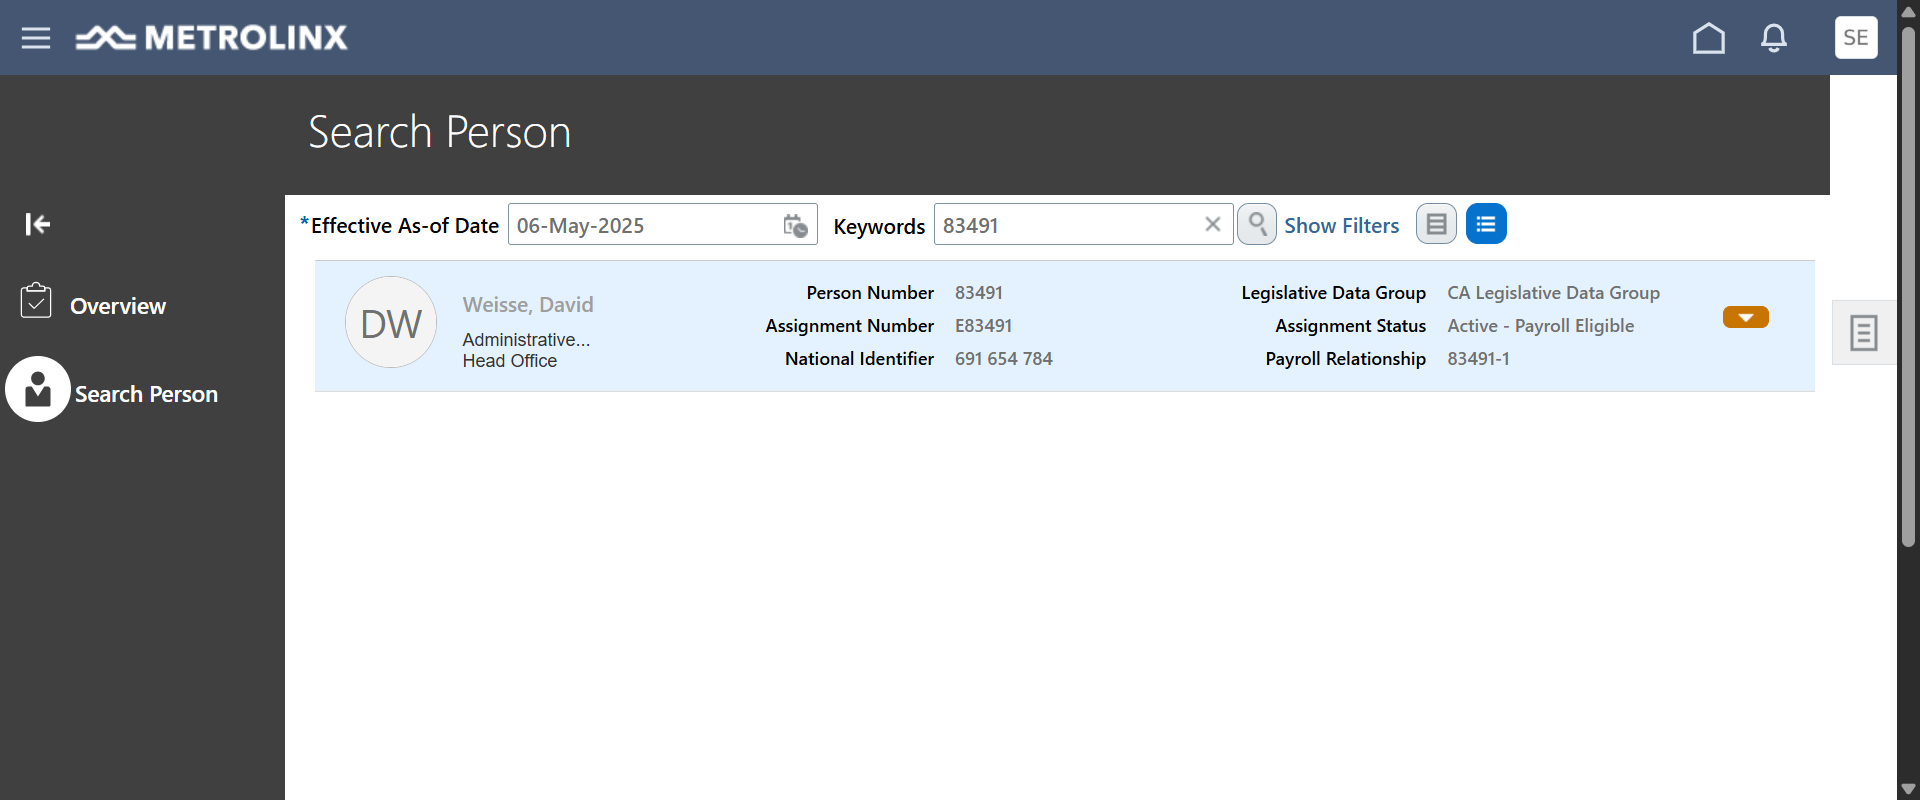 METROLINX
SE
Search Person
*Effective As-of Date 06-May-2025 Keywords 83491 Show Filters
Overview
Search Person
DW
Weisse, David
Administrative...
Head Office
Person Number 83491
Assignment Number E83491
National Identifier 691 654 784
Legislative Data Group CA Legislative Data Group
Assignment Status Active - Payroll Eligible
Payroll Relationship 83491-1